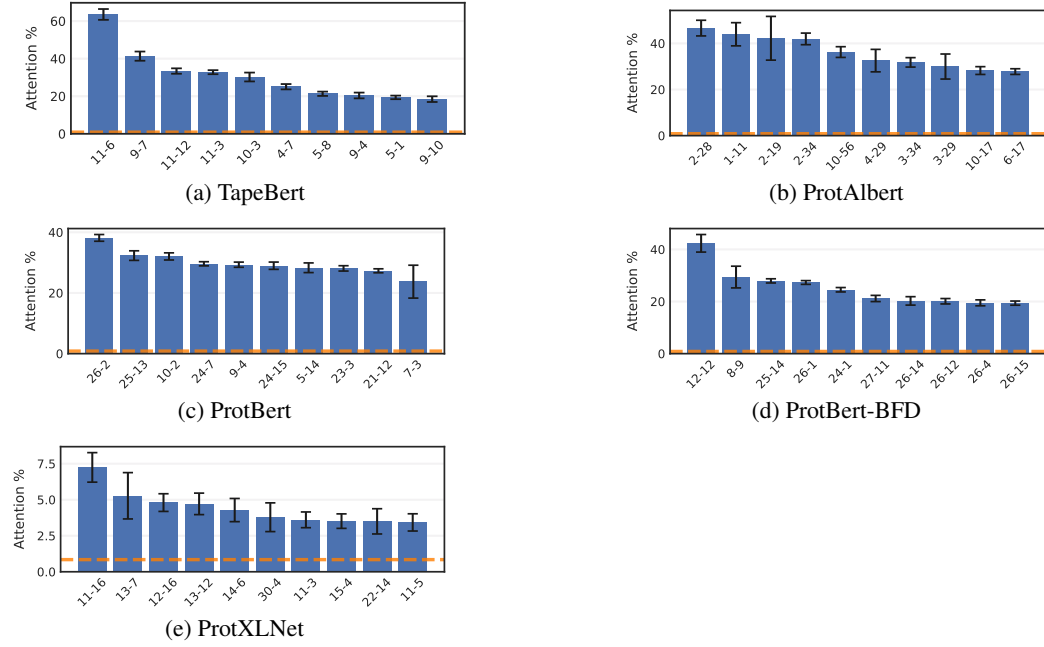 Attention %
60
40
20
0
11-6 9-7 11-12 11-3 10-3 4-7 5-8 9-4 5-1 9-10
(a) TapeBert
Attention %
40
20
0
2-28 1-11 2-19 2-34 10-56 4-29 3-34 3-29 10-17 6-17
(b) ProtAlbert
Attention %
40
20
0
26-2 25-13 10-2 24-7 9-4 24-15 5-14 23-3 21-12 7-3
(c) ProtBert
Attention %
40
20
0
12-12 8-9 25-14 26-1 24-1 27-11 26-14 26-12 26-4 26-15
(d) ProtBert-BFD
Attention %
7.5
5.0
2.5
0.0
11-16 13-7 12-16 13-12 14-6 30-4 11-3 15-4 22-14 11-5
(e) ProtXLNet